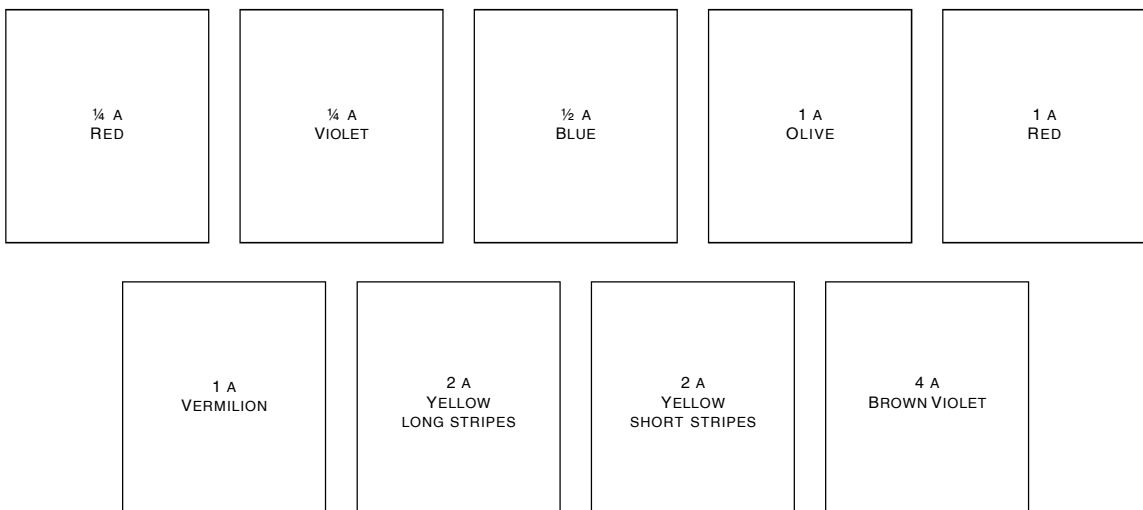 ¼ A
RED
¼ A
VIOLET
½ A
BLUE
1 A
OLIVE
1 A
RED
1 A
VERMILION
2 A
YELLOW
LONG STRIPES
2 A
YELLOW
SHORT STRIPES
4 A
BROWN VIOLET